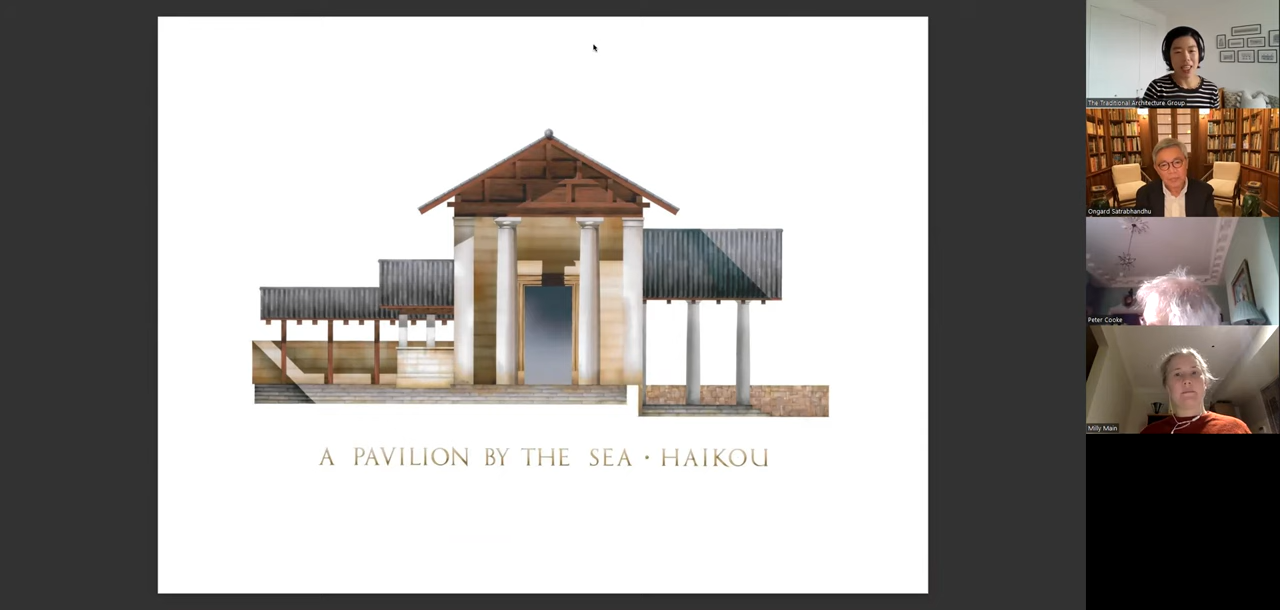 A PAVILION BY THE SEA · HAIKOU
The Traditional Architecture Group
Ongard Satrabhandhu
Peter Cooke
Milly Main